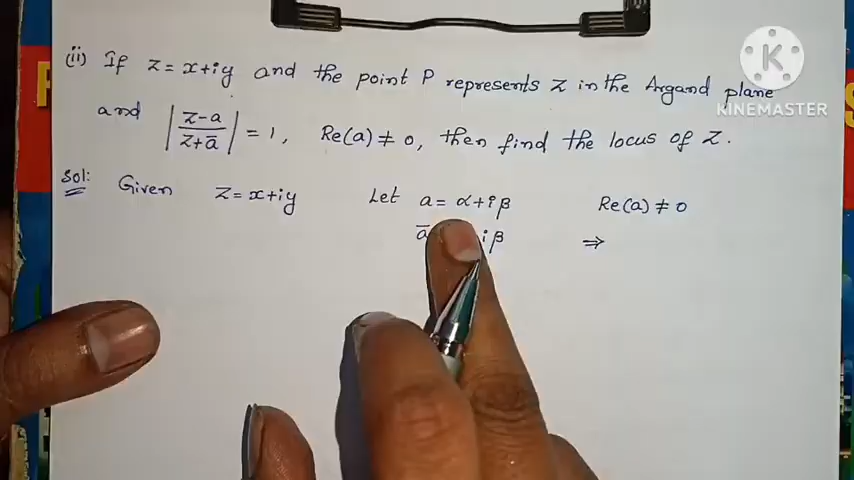 (ii) If z = x+iy and the point P represents z in the Argand plane
and |z-a / z+ā| = 1, Re(a) ≠ 0, then find the locus of z.
Sol: Given z = x+iy Let a = α+iβ Re(a) ≠ 0
ā iβ ⇒
K
KINEMASTER